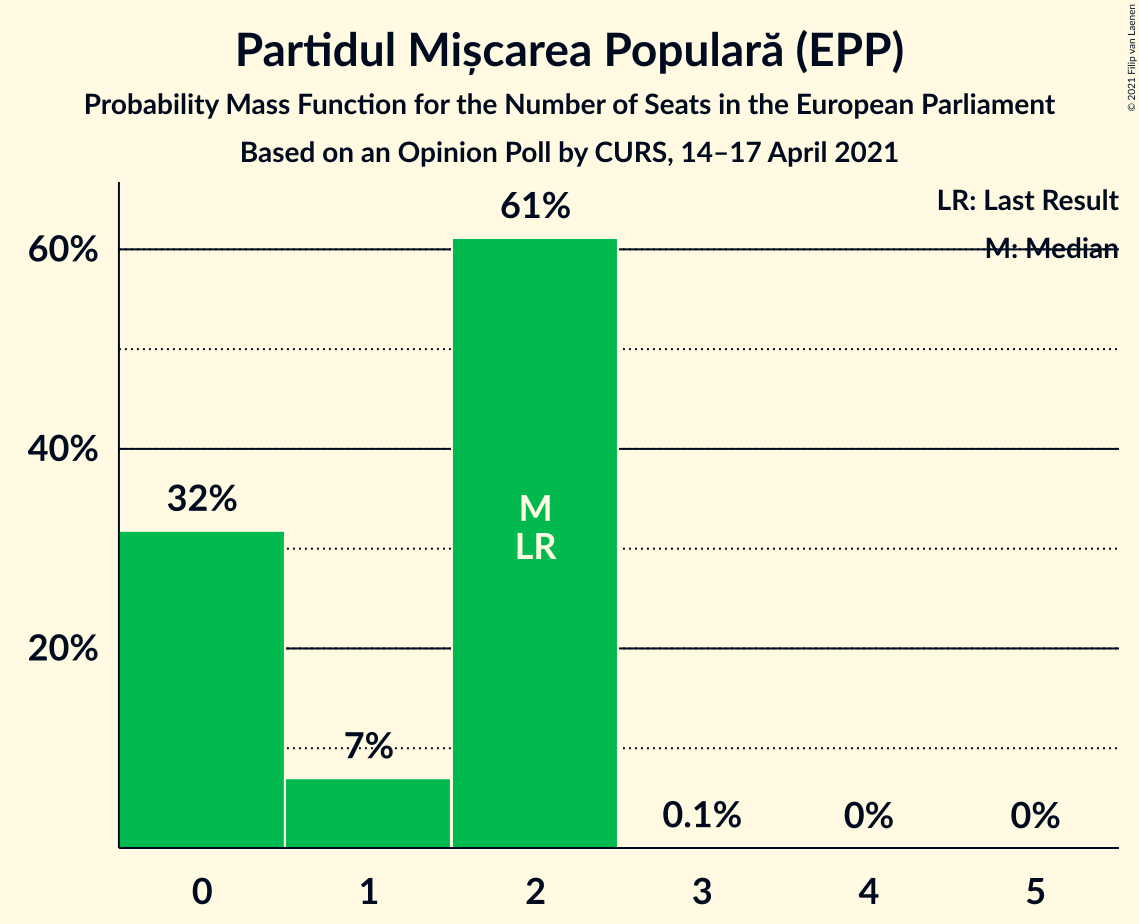 Partidul Mișcarea Populară (EPP)
Probability Mass Function for the Number of Seats in the European Parliament
Based on an Opinion Poll by CURS, 14–17 April 2021
© 2021 Filip van Laenen
LR: Last Result
M: Median
61%
60%
40%
32%
M
LR
20%
7%
0.1%
0%
0%
0
1
2
3
4
5